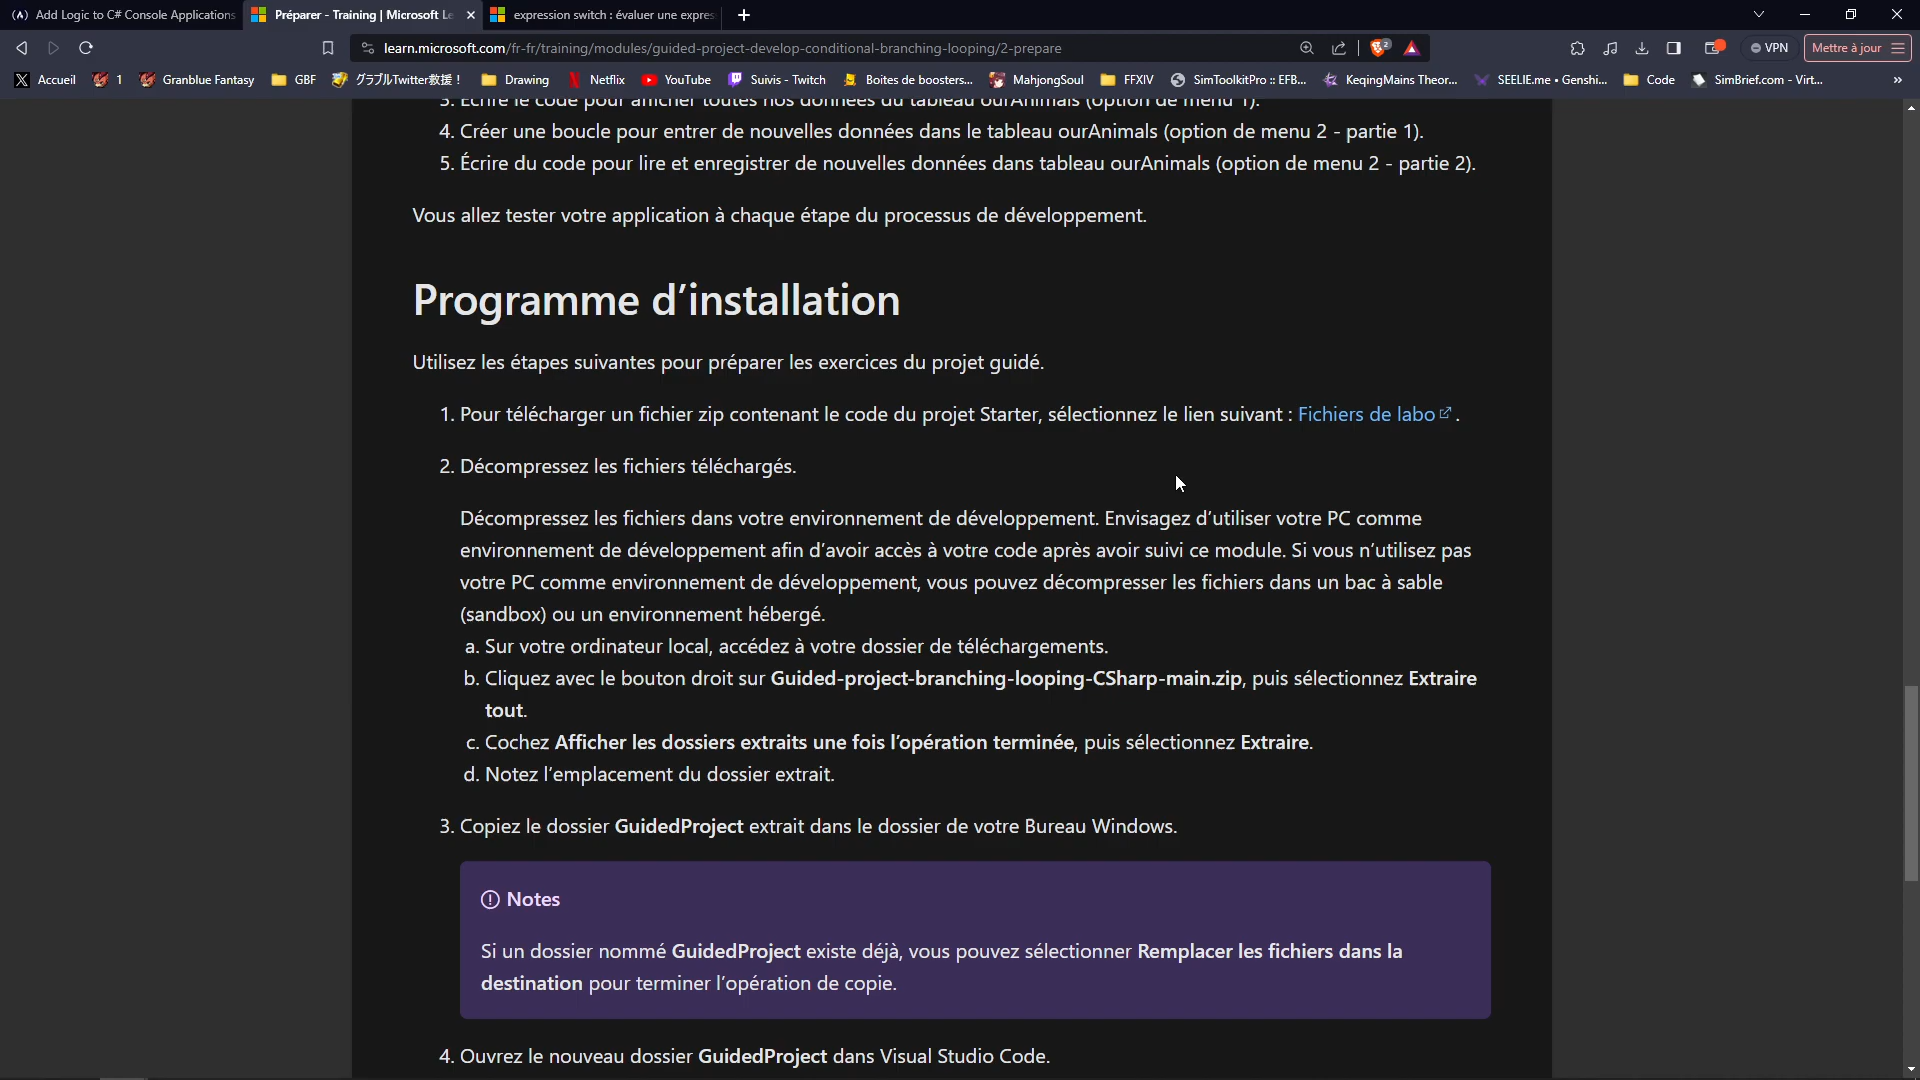 Add Logic to C# Console Applications
Préparer - Training | Microsoft Le
expression switch : évaluer une expres
learn.microsoft.com/fr-fr/training/modules/guided-project-develop-conditional-branching-looping/2-prepare
2
VPN
Mettre à jour
Accueil
1
Granblue Fantasy
GBF
グラブルTwitter救援！
Drawing
Netflix
YouTube
Suivis - Twitch
Boites de boosters...
MahjongSoul
FFXIV
SimToolkitPro :: EFB...
KeqingMains Theor...
SEELIE.me • Genshi...
Code
SimBrief.com - Virt...
»
3. Écrire le code pour afficher toutes nos données du tableau ourAnimals (option de menu 1).
4. Créer une boucle pour entrer de nouvelles données dans le tableau ourAnimals (option de menu 2 - partie 1).
5. Écrire du code pour lire et enregistrer de nouvelles données dans tableau ourAnimals (option de menu 2 - partie 2).
Vous allez tester votre application à chaque étape du processus de développement.
Programme d’installation
Utilisez les étapes suivantes pour préparer les exercices du projet guidé.
1. Pour télécharger un fichier zip contenant le code du projet Starter, sélectionnez le lien suivant : Fichiers de labo.
2. Décompressez les fichiers téléchargés.
Décompressez les fichiers dans votre environnement de développement. Envisagez d’utiliser votre PC comme
environnement de développement afin d’avoir accès à votre code après avoir suivi ce module. Si vous n’utilisez pas
votre PC comme environnement de développement, vous pouvez décompresser les fichiers dans un bac à sable
(sandbox) ou un environnement hébergé.
a. Sur votre ordinateur local, accédez à votre dossier de téléchargements.
b. Cliquez avec le bouton droit sur Guided-project-branching-looping-CSharp-main.zip, puis sélectionnez Extraire
tout.
c. Cochez Afficher les dossiers extraits une fois l’opération terminée, puis sélectionnez Extraire.
d. Notez l’emplacement du dossier extrait.
3. Copiez le dossier GuidedProject extrait dans le dossier de votre Bureau Windows.
Notes
Si un dossier nommé GuidedProject existe déjà, vous pouvez sélectionner Remplacer les fichiers dans la
destination pour terminer l’opération de copie.
4. Ouvrez le nouveau dossier GuidedProject dans Visual Studio Code.